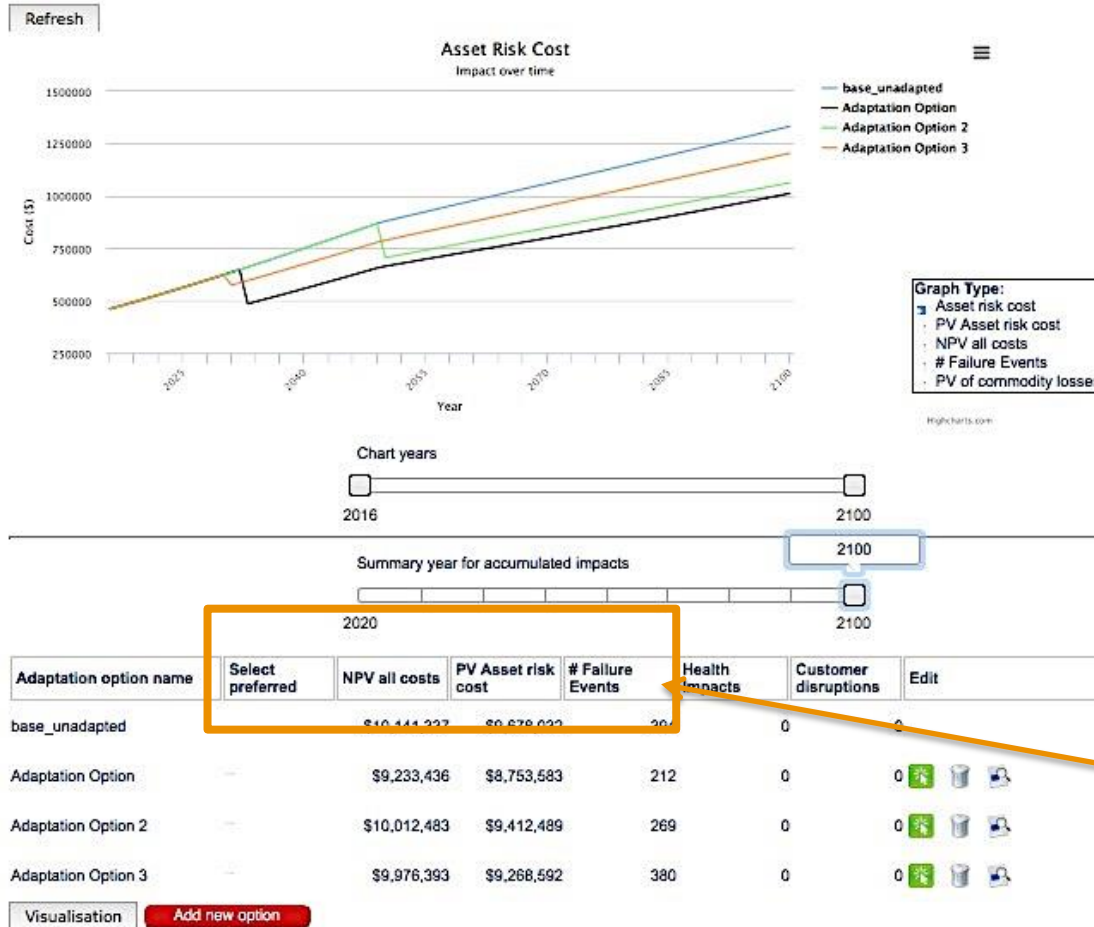 Refresh
Asset Risk Cost
Impact over time
1500000
1250000
1000000
750000
500000
250000
Cost ($)
2025
2040
2055
2070
2085
2100
Year
base_unadapted
Adaptation Option
Adaptation Option 2
Adaptation Option 3
Graph Type:
Asset risk cost
PV Asset risk cost
NPV all costs
# Failure Events
PV of commodity losses
Highcharts.com
Chart years
2016 2100
2100
Summary year for accumulated impacts
2020 2100
Adaptation option name Select preferred NPV all costs PV Asset risk cost # Failure Events Health Impacts Customer disruptions Edit
base_unadapted 0 0
Adaptation Option $9,233,436 $8,753,583 212 0 0
Adaptation Option 2 $10,012,483 $9,412,489 269 0 0
Adaptation Option 3 $9,976,393 $9,268,592 380 0 0
Visualisation Add new option